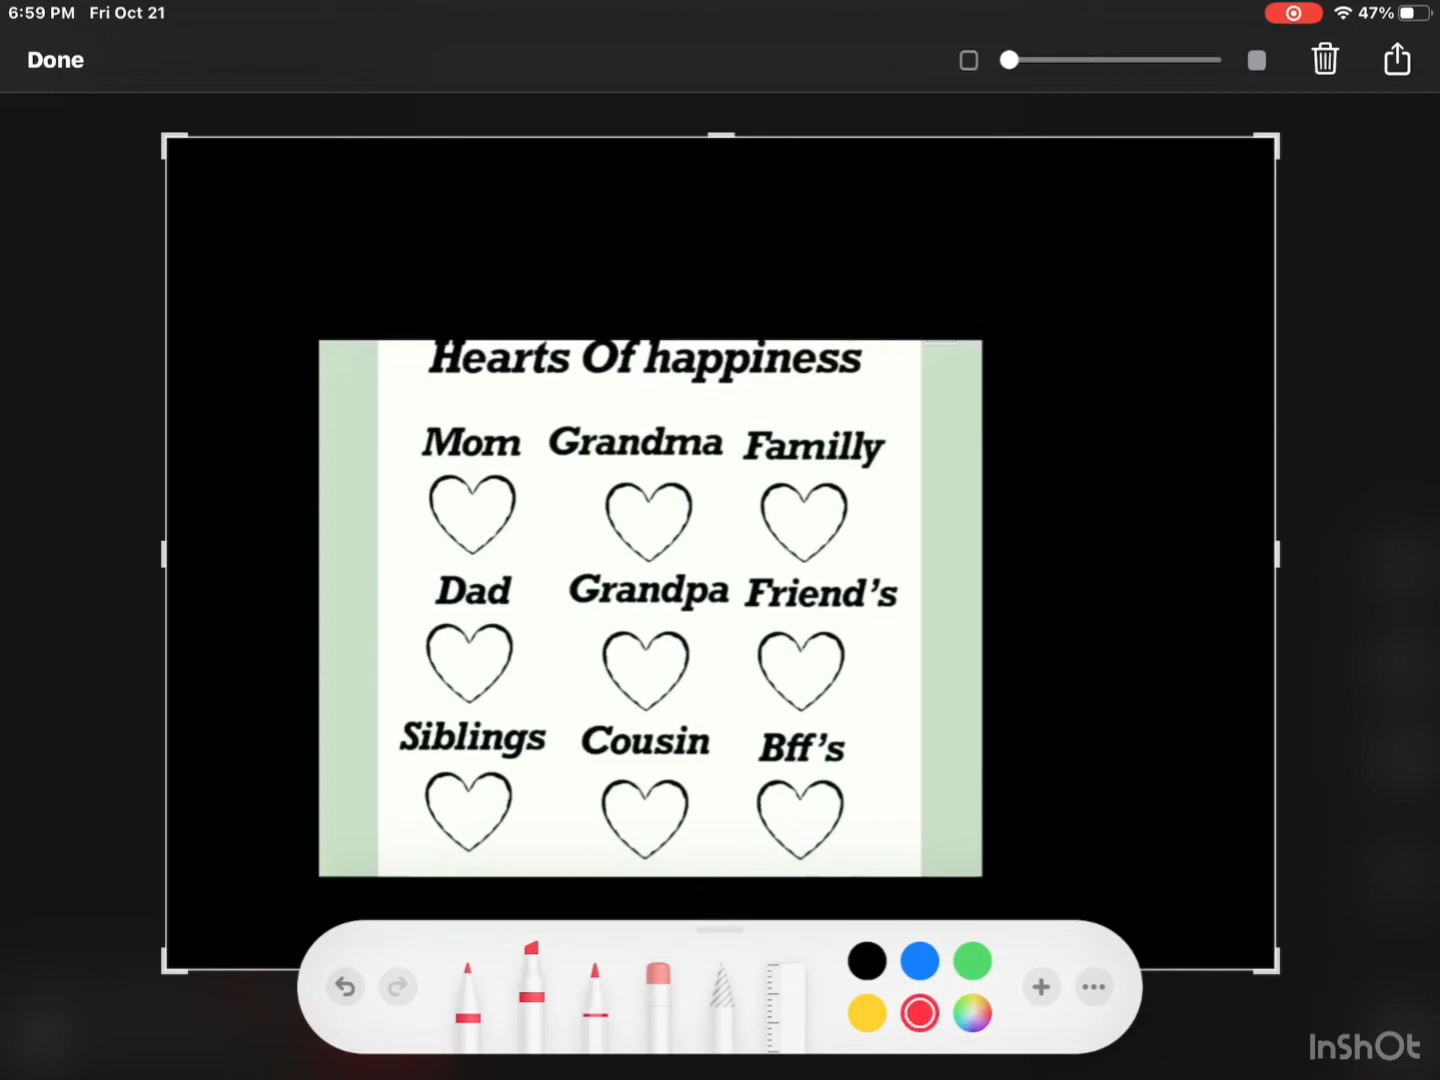 6:59 PM Fri Oct 21
47%
Done
Hearts Of happiness
Mom Grandma Familly
Dad Grandpa Friend's
Siblings Cousin Bff's
InShOt